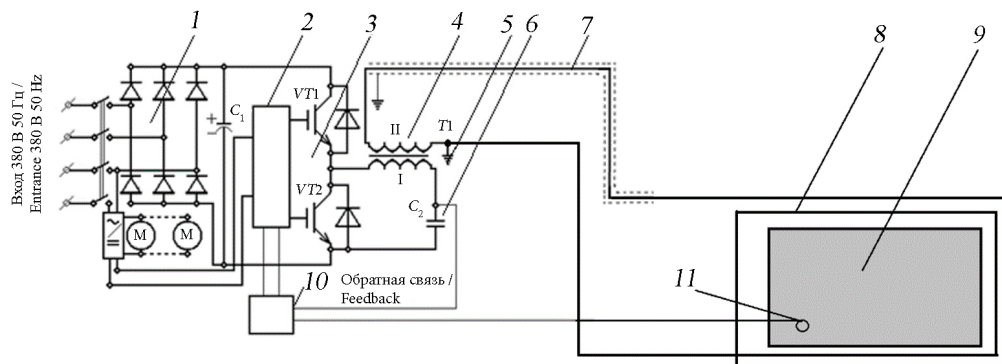 1
2
3
4
5
6
7
8
9
Вход 380 В 50 Гц /
Entrance 380 В 50 Hz
C1
VT1
II
T1
I
VT2
C2
M
M
10
Обратная связь /
Feedback
11